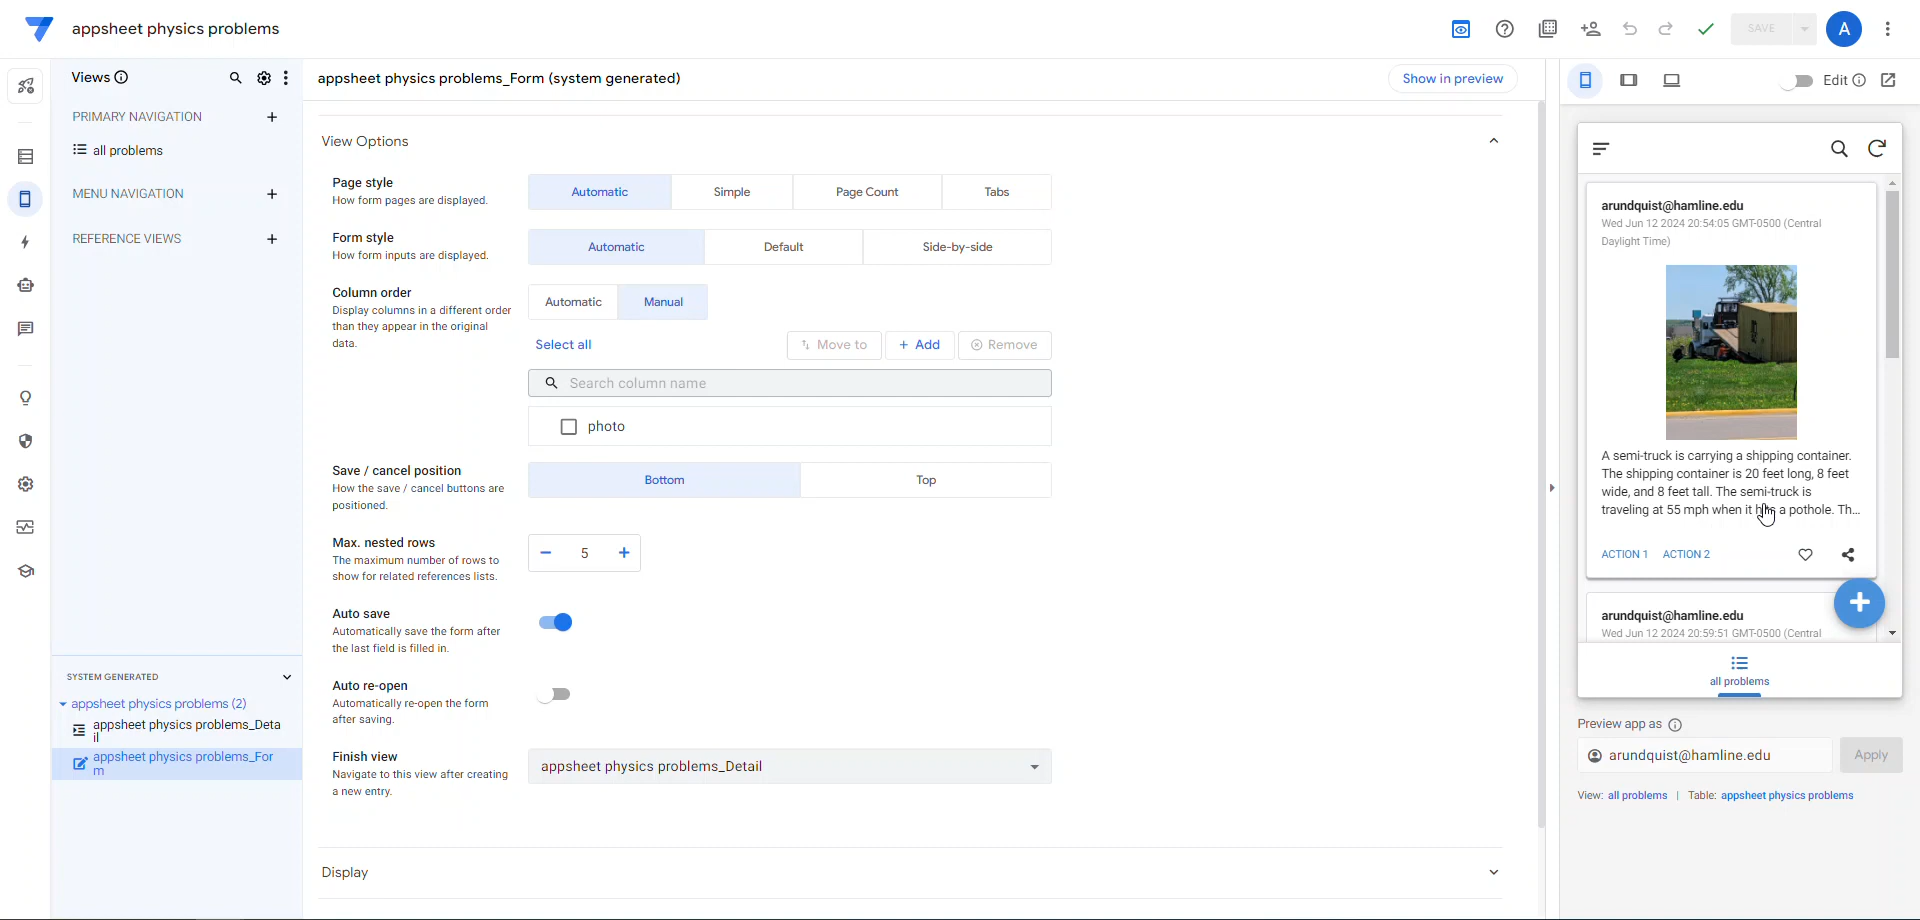 appsheet physics problems
SAVE
A
Views
PRIMARY NAVIGATION
all problems
MENU NAVIGATION
REFERENCE VIEWS
SYSTEM GENERATED
appsheet physics problems (2)
appsheet physics problems_Deta
il
appsheet physics problems_For
m
appsheet physics problems_Form (system generated)
Show in preview
View Options
Page style
How form pages are displayed.
Automatic
Simple
Page Count
Tabs
Form style
How form inputs are displayed.
Automatic
Default
Side-by-side
Column order
Display columns in a different order
than they appear in the original
data.
Automatic
Manual
Select all
Move to
+ Add
Remove
Search column name
photo
Save / cancel position
How the save / cancel buttons are
positioned.
Bottom
Top
Max. nested rows
The maximum number of rows to
show for related references lists.
5
Auto save
Automatically save the form after
the last field is filled in.
Auto re-open
Automatically re-open the form
after saving.
Finish view
Navigate to this view after creating
a new entry.
appsheet physics problems_Detail
Display
Edit
arundquist@hamline.edu
Wed Jun 12 2024 20:54:05 GMT-0500 (Central
Daylight Time)
A semi-truck is carrying a shipping container.
The shipping container is 20 feet long, 8 feet
wide, and 8 feet tall. The semi-truck is
traveling at 55 mph when it a pothole. Th...
ACTION 1 ACTION 2
arundquist@hamline.edu
Wed Jun 12 2024 20:59:51 GMT-0500 (Central
all problems
Preview app as
arundquist@hamline.edu
Apply
View: all problems | Table: appsheet physics problems